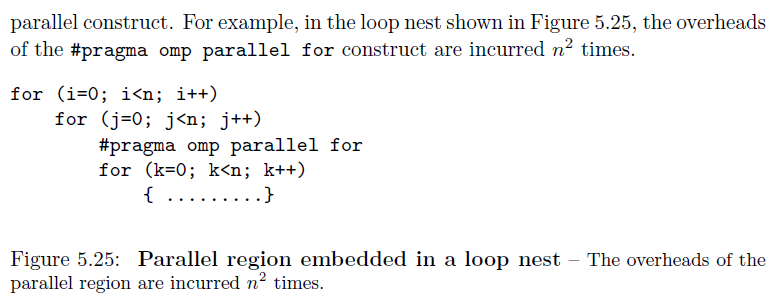 parallel construct. For example, in the loop nest shown in Figure 5.25, the overheads
of the #pragma omp parallel for construct are incurred n² times.
for (i=0; i<n; i++)
    for (j=0; j<n; j++)
        #pragma omp parallel for
        for (k=0; k<n; k++)
            { .........}
Figure 5.25: Parallel region embedded in a loop nest – The overheads of the
parallel region are incurred n² times.